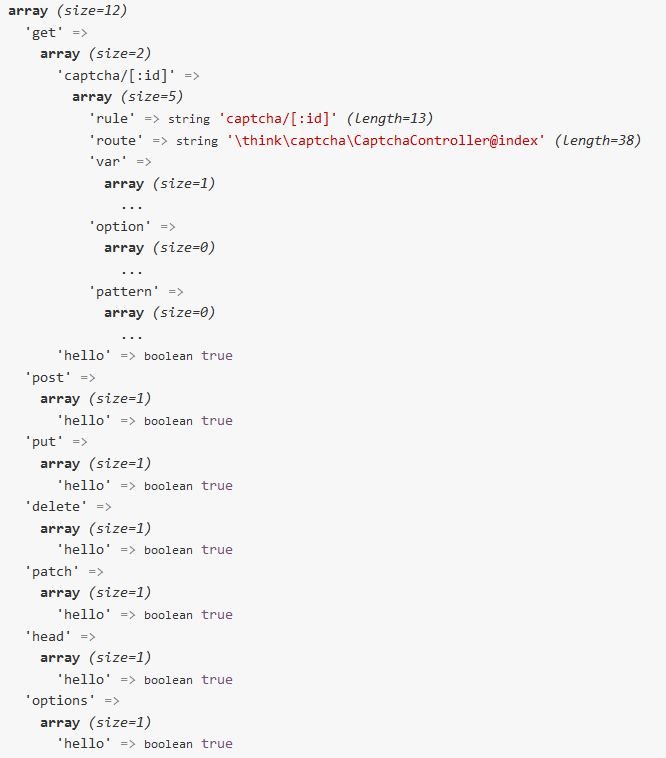 array (size=12)
  'get' =>
    array (size=2)
      'captcha/[:id]' =>
        array (size=5)
          'rule' => string 'captcha/[:id]' (length=13)
          'route' => string '\think\captcha\CaptchaController@index' (length=38)
          'var' =>
            array (size=1)
              ...
          'option' =>
            array (size=0)
              ...
          'pattern' =>
            array (size=0)
              ...
      'hello' => boolean true
  'post' =>
    array (size=1)
      'hello' => boolean true
  'put' =>
    array (size=1)
      'hello' => boolean true
  'delete' =>
    array (size=1)
      'hello' => boolean true
  'patch' =>
    array (size=1)
      'hello' => boolean true
  'head' =>
    array (size=1)
      'hello' => boolean true
  'options' =>
    array (size=1)
      'hello' => boolean true